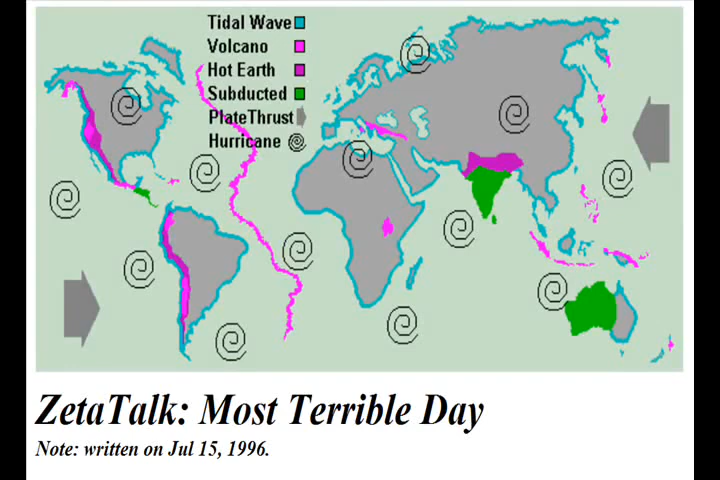 Tidal Wave
Volcano
Hot Earth
Subducted
PlateThrust
Hurricane
ZetaTalk: Most Terrible Day
Note: written on Jul 15, 1996.